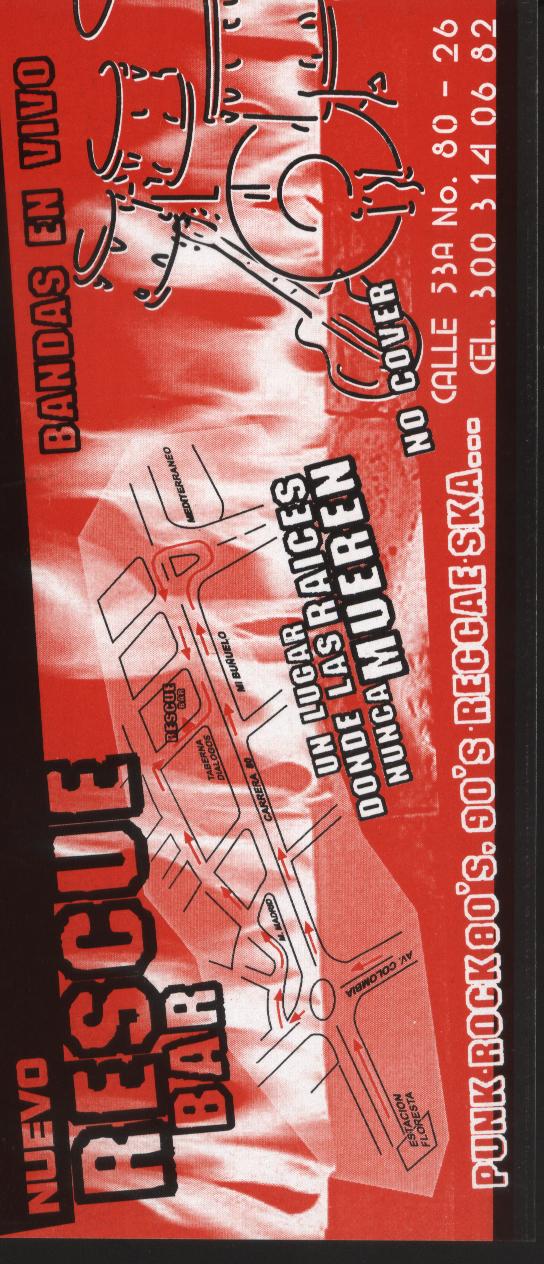 NUEVO
RESCUE
BAR
BANDAS EN VIVO
MEDITERRANEO
RESCUE
BAR
MI BUÑUELO
TABERNA
DIALOGOS
CARRERA 80
M. MADRID
AV. COLOMBIA
ESTACION
FLORESTA
UN LUGAR
DONDE LAS RAICES
NUNCA MUEREN
NO COVER
CALLE 53A No. 80 - 26
CEL. 300 314 06 82
PUNK·ROCK 80'S, 90'S·REGGAE·SKA...